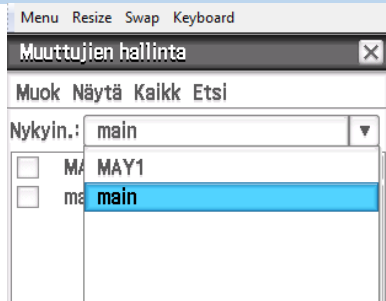 Menu Resize Swap Keyboard
Muuttujien hallinta
Muok Näytä Kaikk Etsi
Nykyin.: main
MAY1
main